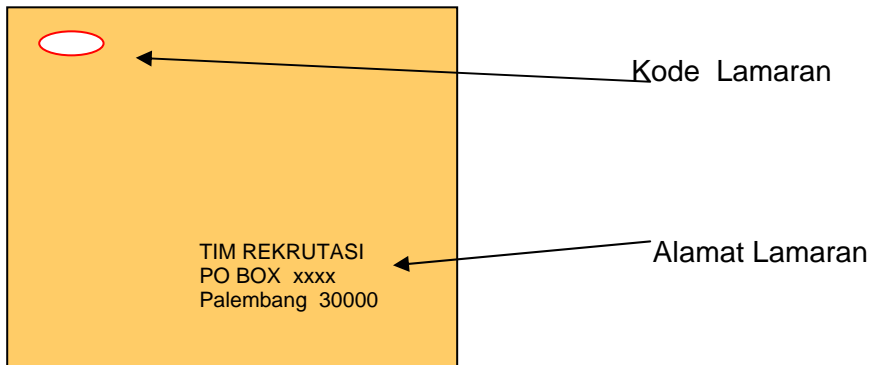 Kode Lamaran
TIM REKRUTASI
PO BOX xxxx
Palembang 30000
Alamat Lamaran